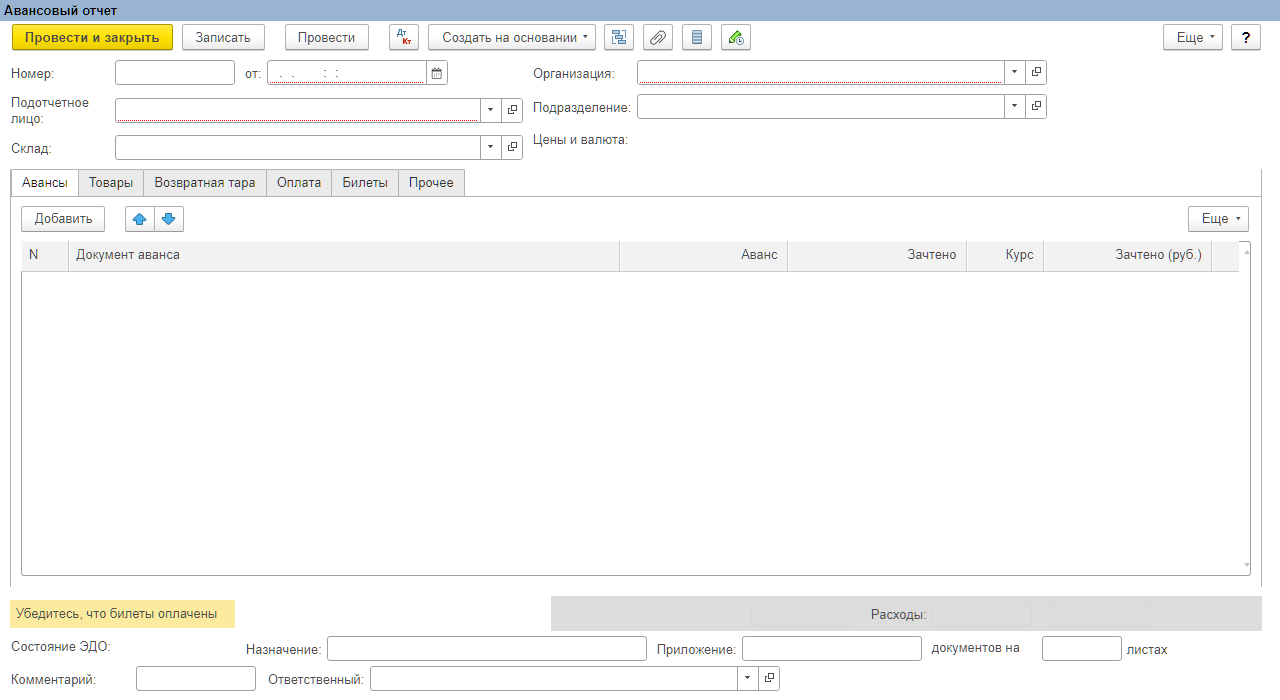 Авансовый отчет
Провести и закрыть Записать Провести Дт Кт Создать на основании Еще ?
Номер: от: . . : : Организация:
Подотчетное лицо: Подразделение:
Склад: Цены и валюта:
Авансы Товары Возвратная тара Оплата Билеты Прочее
Добавить Еще
N Документ аванса Аванс Зачтено Курс Зачтено (руб.)
Убедитесь, что билеты оплачены Расходы:
Состояние ЭДО: Назначение: Приложение: документов на листах
Комментарий: Ответственный: